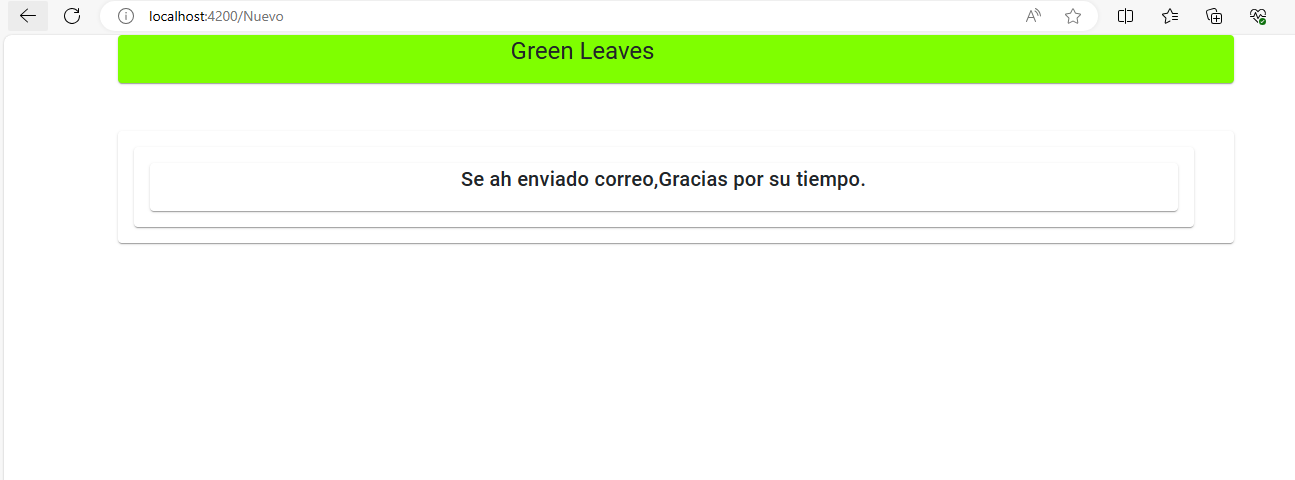 localhost:4200/Nuevo
Green Leaves
Se ah enviado correo,Gracias por su tiempo.